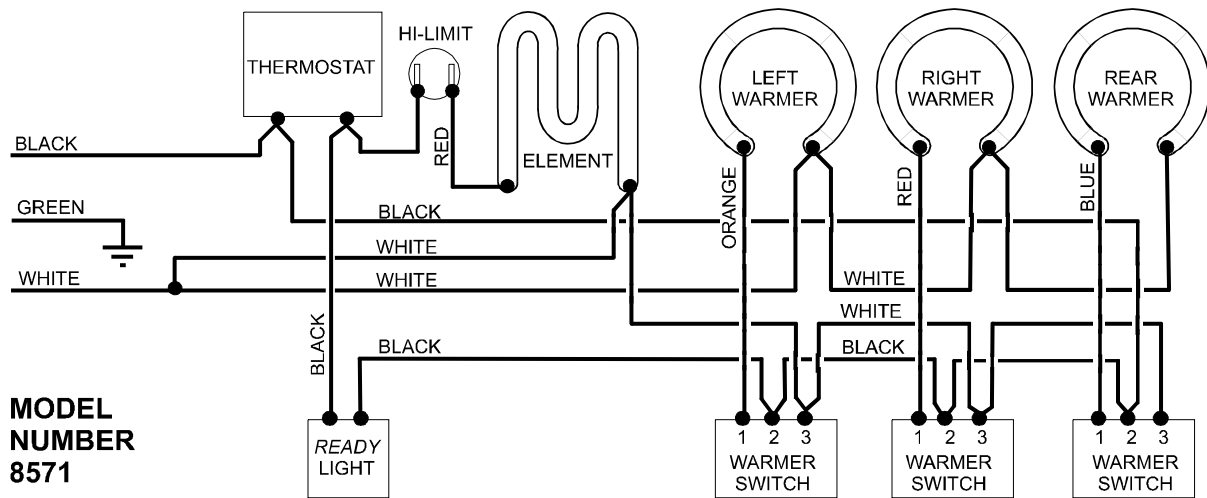 THERMOSTAT
HI-LIMIT
ELEMENT
LEFT
WARMER
RIGHT
WARMER
REAR
WARMER
BLACK
RED
ORANGE
RED
BLUE
GREEN
BLACK
WHITE
WHITE
WHITE
WHITE
WHITE
BLACK
BLACK
BLACK
MODEL
NUMBER
8571
READY
LIGHT
1 2 3
WARMER
SWITCH
1 2 3
WARMER
SWITCH
1 2 3
WARMER
SWITCH